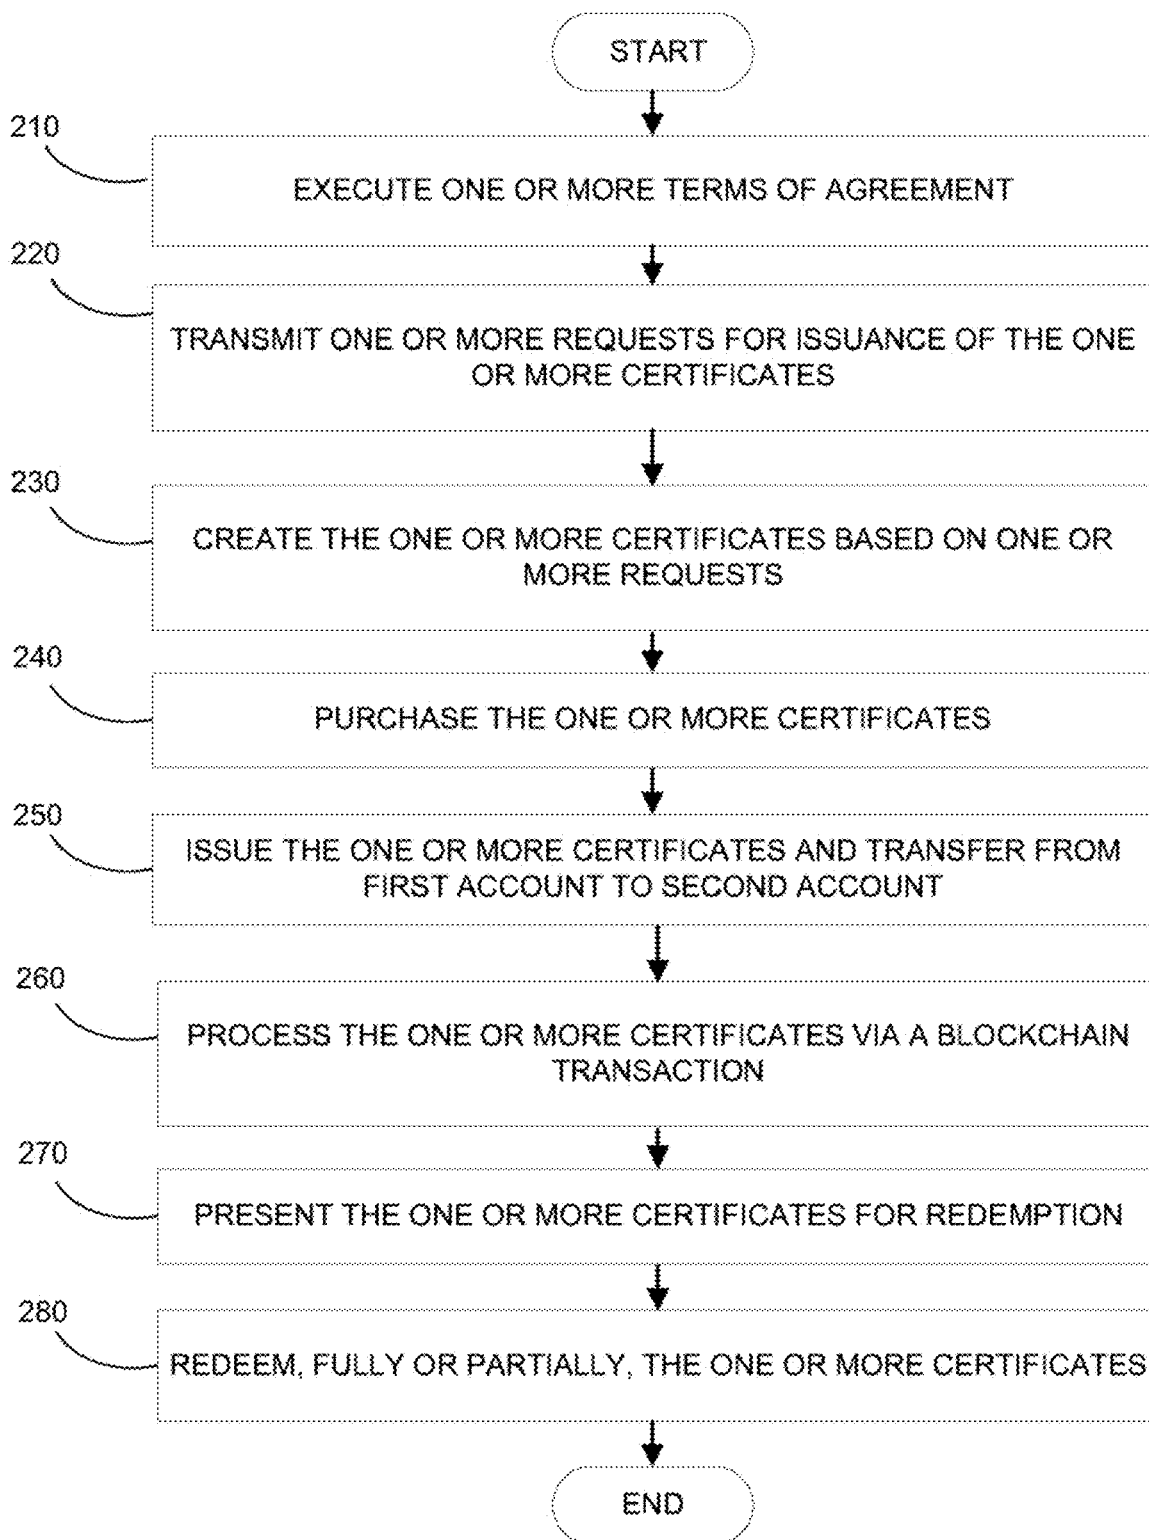 START
210
EXECUTE ONE OR MORE TERMS OF AGREEMENT
220
TRANSMIT ONE OR MORE REQUESTS FOR ISSUANCE OF THE ONE
OR MORE CERTIFICATES
230
CREATE THE ONE OR MORE CERTIFICATES BASED ON ONE OR
MORE REQUESTS
240
PURCHASE THE ONE OR MORE CERTIFICATES
250
ISSUE THE ONE OR MORE CERTIFICATES AND TRANSFER FROM
FIRST ACCOUNT TO SECOND ACCOUNT
260
PROCESS THE ONE OR MORE CERTIFICATES VIA A BLOCKCHAIN
TRANSACTION
270
PRESENT THE ONE OR MORE CERTIFICATES FOR REDEMPTION
280
REDEEM, FULLY OR PARTIALLY, THE ONE OR MORE CERTIFICATES
END